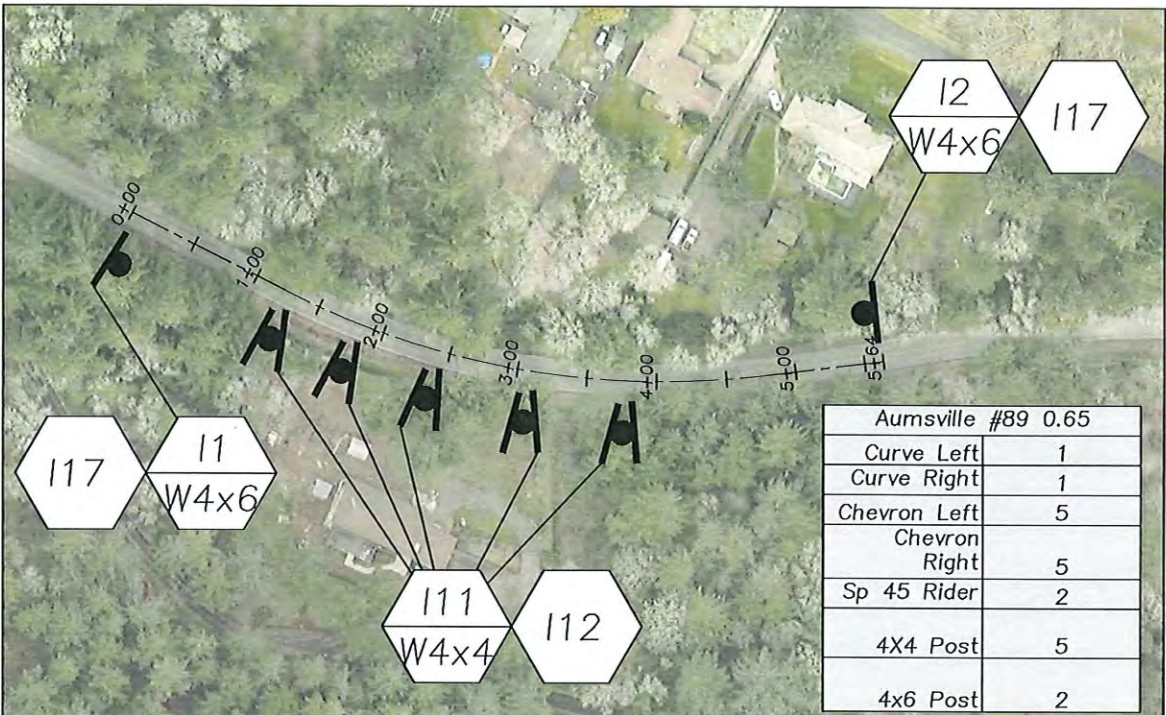 I2
W4x6
I17
0+00
1+00
2+00
3+00
4+00
5+00
5+64
I17
I1
W4x6
I11
W4x4
I12
Aumsville #89 0.65
Curve Left 1
Curve Right 1
Chevron Left 5
Chevron
Right 5
Sp 45 Rider 2
4X4 Post 5
4x6 Post 2